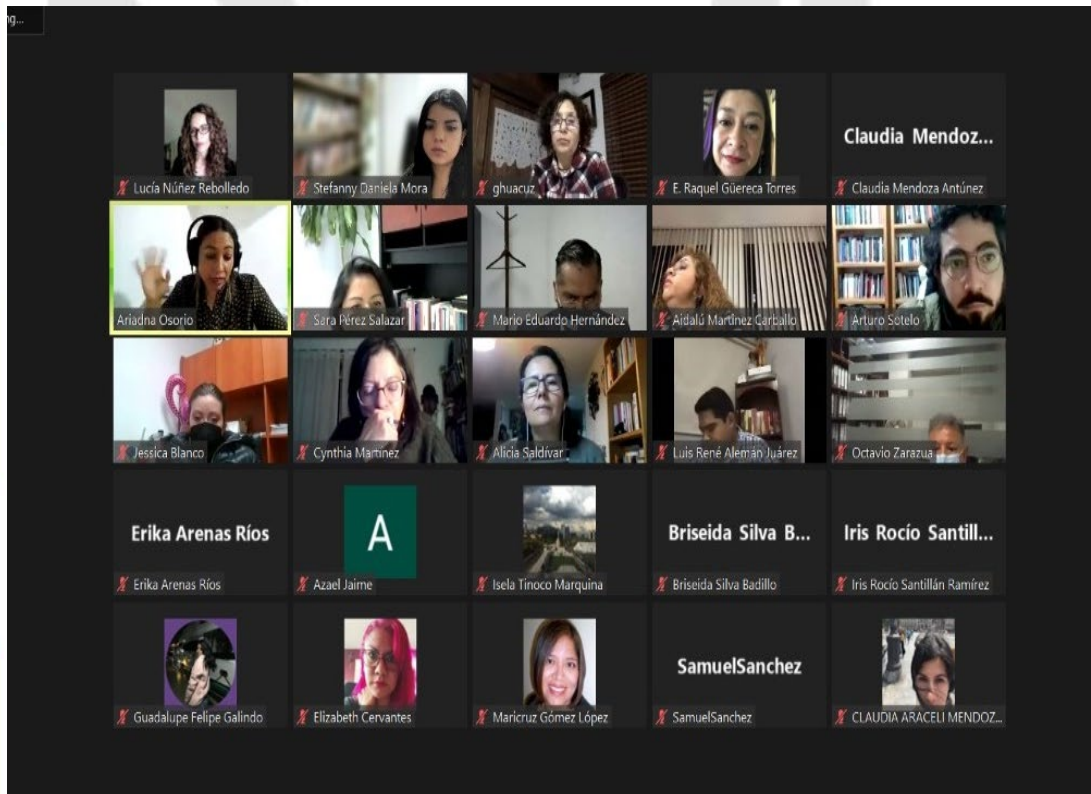 ng...
Lucía Núñez Rebolledo
Stefanny Daniela Mora
ghuacuz
E. Raquel Güereca Torres
Claudia Mendoz...
Claudia Mendoza Antúnez
Ariadna Osorio
Sara Pérez Salazar
Mario Eduardo Hernández
Aidalú Martínez Carballo
Arturo Sotelo
Jessica Blanco
Cynthia Martínez
Alicia Saldívar
Luis René Alemán Juárez
Octavio Zarazua
Erika Arenas Ríos
Erika Arenas Ríos
A
Azael Jaime
Isela Tinoco Marquina
Briseida Silva B...
Briseida Silva Badillo
Iris Rocío Santill...
Iris Rocío Santillán Ramírez
Guadalupe Felipe Galindo
Elizabeth Cervantes
Maricruz Gómez López
SamuelSanchez
SamuelSanchez
CLAUDIA ARACELI MENDOZ...